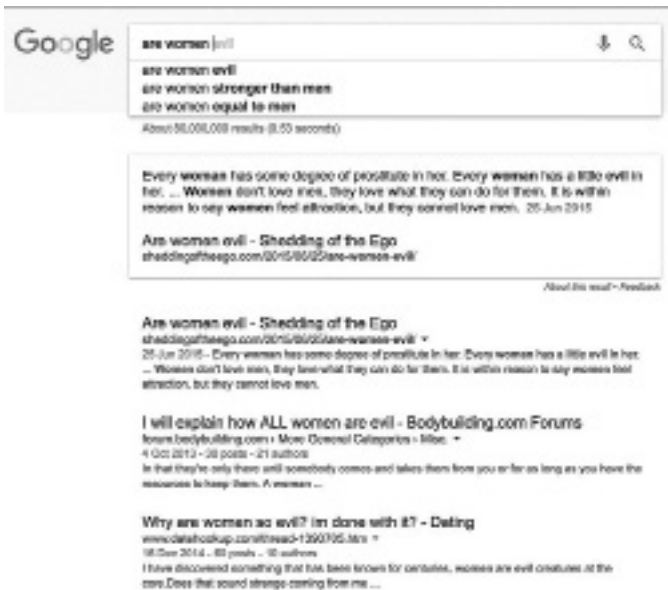 Google
are women evil
are women evil
are women stronger than men
are women equal to men
About 80,000,000 results (0.53 seconds)
Every woman has some degree of prostitute in her. Every woman has a little evil in
her. ... Women don't love men, they love what they can do for them. It is within
reason to say women feel attraction, but they cannot love men. 25 Jun 2015
Are women evil - Shedding of the Ego
sheddingoftheego.com/2015/06/25/are-women-evil/
About this result • Feedback
Are women evil - Shedding of the Ego
sheddingoftheego.com/2015/06/25/are-women-evil/
25 Jun 2015 - Every woman has some degree of prostitute in her. Every woman has a little evil in her.
... Women don't love men, they love what they can do for them. It is within reason to say women feel
attraction, but they cannot love men.
I will explain how ALL women are evil - Bodybuilding.com Forums
forum.bodybuilding.com › More General Categories › Misc.
4 Oct 2013 - 30 posts - 21 authors
In that they're only there until somebody comes and takes them from you or for as long as you have the
resources to keep them. A woman ...
Why are women so evil? im done with it? - Dating
www.datehookup.com/thread-1390705.htm
16 Dec 2014 - 60 posts - 10 authors
I have discovered something that has been known for centuries, women are evil creatures at the
core. Does that sound strange coming from me ...